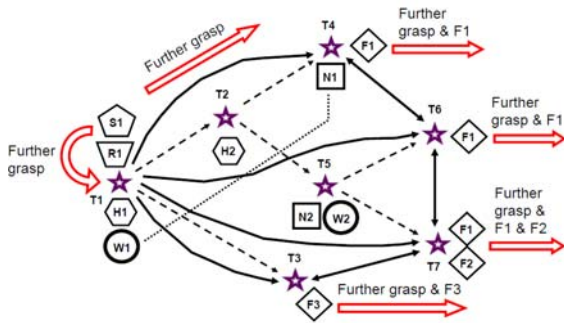 Further
grasp & F1
T4
F1
N1
Further grasp
T2
H2
S1
R1
Further
grasp
T1
H1
W1
T6
F1
Further
grasp & F1
T5
N2
W2
Further
grasp &
F1 & F2
F1
F2
T7
T3
F3
Further grasp & F3